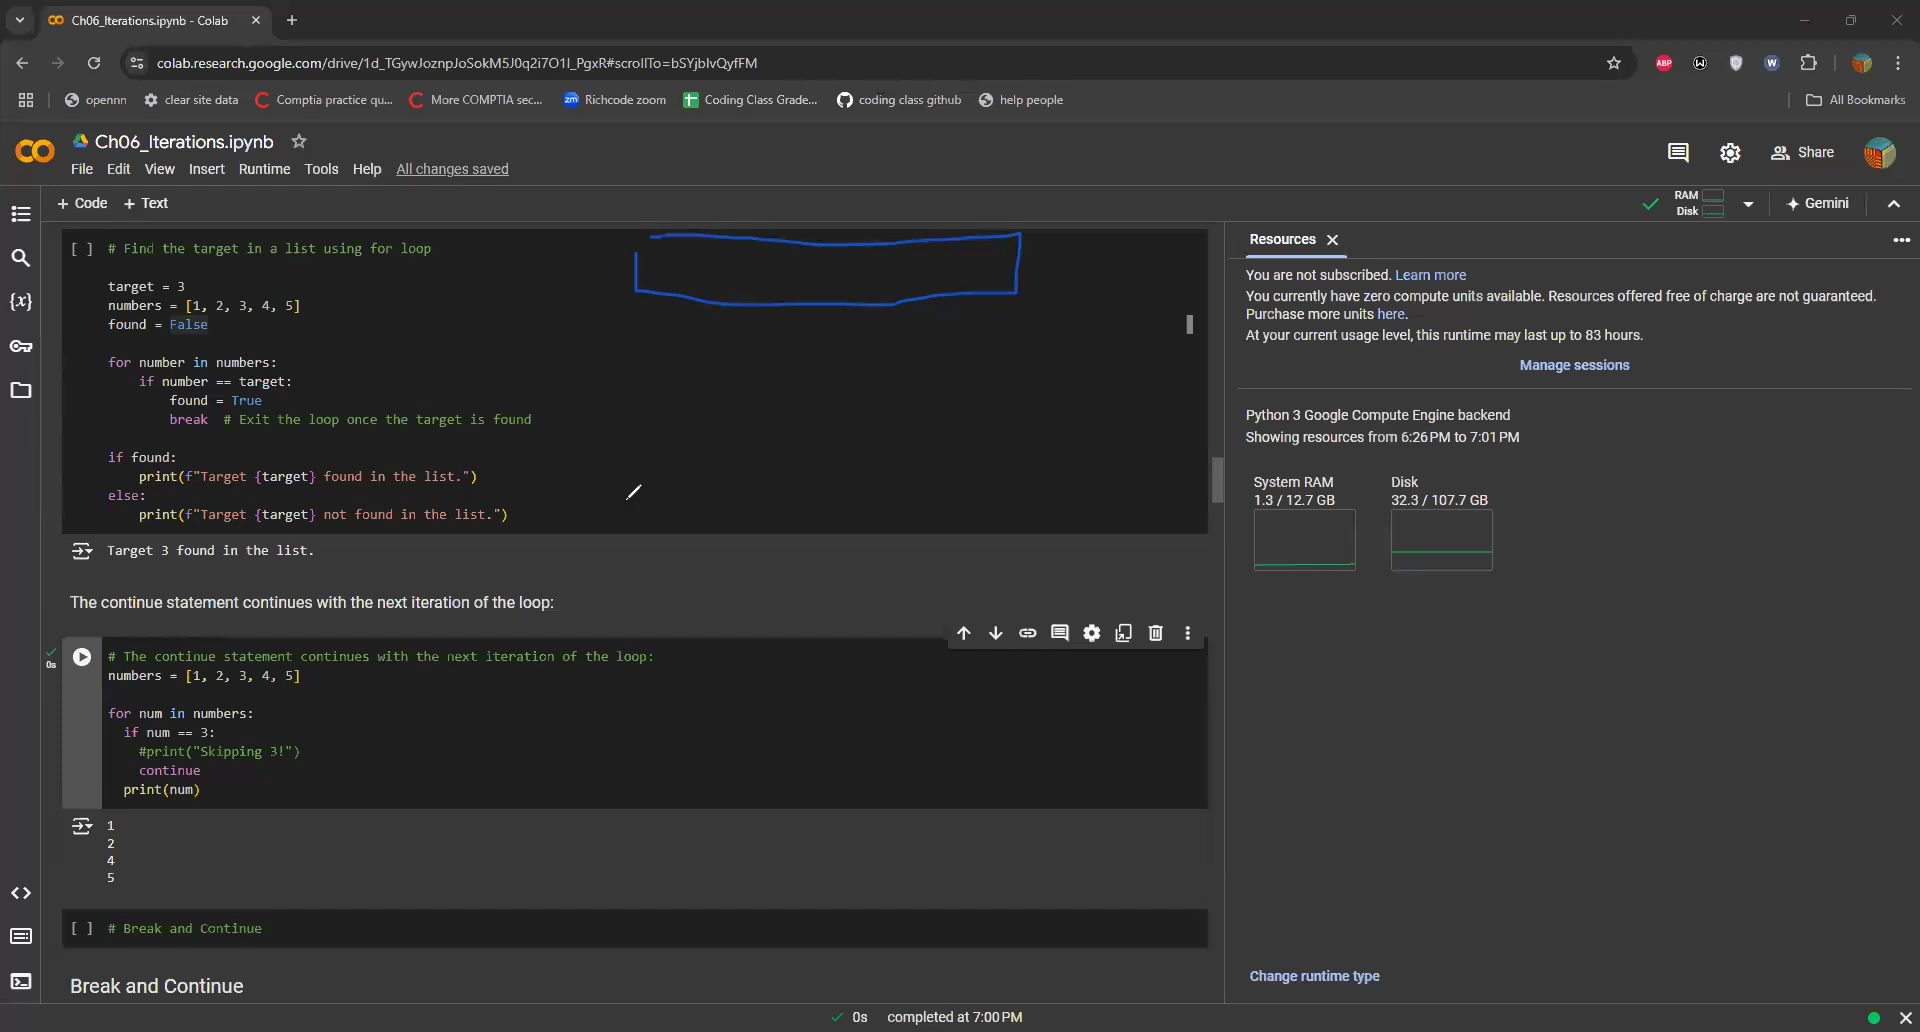 Ch06_Iterations.ipynb - Colab
colab.research.google.com/drive/1d_TGywJoznpJoSokM5J0q2i7O1I_PgxR#scrollTo=bSYjbIvQyfFM
ABP
W
opennn
clear site data
Comptia practice qu...
More COMPTIA sec...
zm
Richcode zoom
Coding Class Grade...
coding class github
help people
All Bookmarks
Ch06_Iterations.ipynb
File Edit View Insert Runtime Tools Help All changes saved
Share
+ Code + Text
RAM
Disk
Gemini
[ ] # Find the target in a list using for loop
target = 3
numbers = [1, 2, 3, 4, 5]
found = False
for number in numbers:
if number == target:
found = True
break # Exit the loop once the target is found
if found:
print(f"Target {target} found in the list.")
else:
print(f"Target {target} not found in the list.")
Target 3 found in the list.
The continue statement continues with the next iteration of the loop:
0s
# The continue statement continues with the next iteration of the loop:
numbers = [1, 2, 3, 4, 5]
for num in numbers:
if num == 3:
#print("Skipping 3!")
continue
print(num)
1
2
4
5
[ ] # Break and Continue
Break and Continue
Resources
You are not subscribed. Learn more
You currently have zero compute units available. Resources offered free of charge are not guaranteed.
Purchase more units here.
At your current usage level, this runtime may last up to 83 hours.
Manage sessions
Python 3 Google Compute Engine backend
Showing resources from 6:26 PM to 7:01 PM
System RAM
1.3 / 12.7 GB
Disk
32.3 / 107.7 GB
Change runtime type
0s completed at 7:00 PM